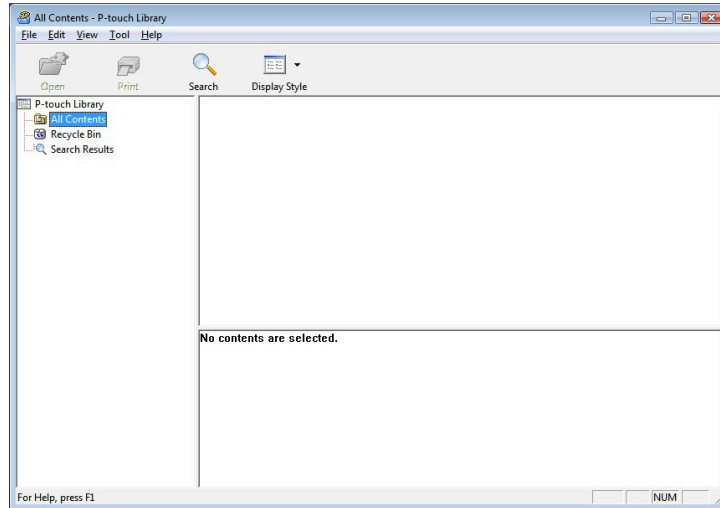 All Contents - P-touch Library
File Edit View Tool Help
Open Print Search Display Style
P-touch Library
All Contents
Recycle Bin
Search Results
No contents are selected.
For Help, press F1 NUM